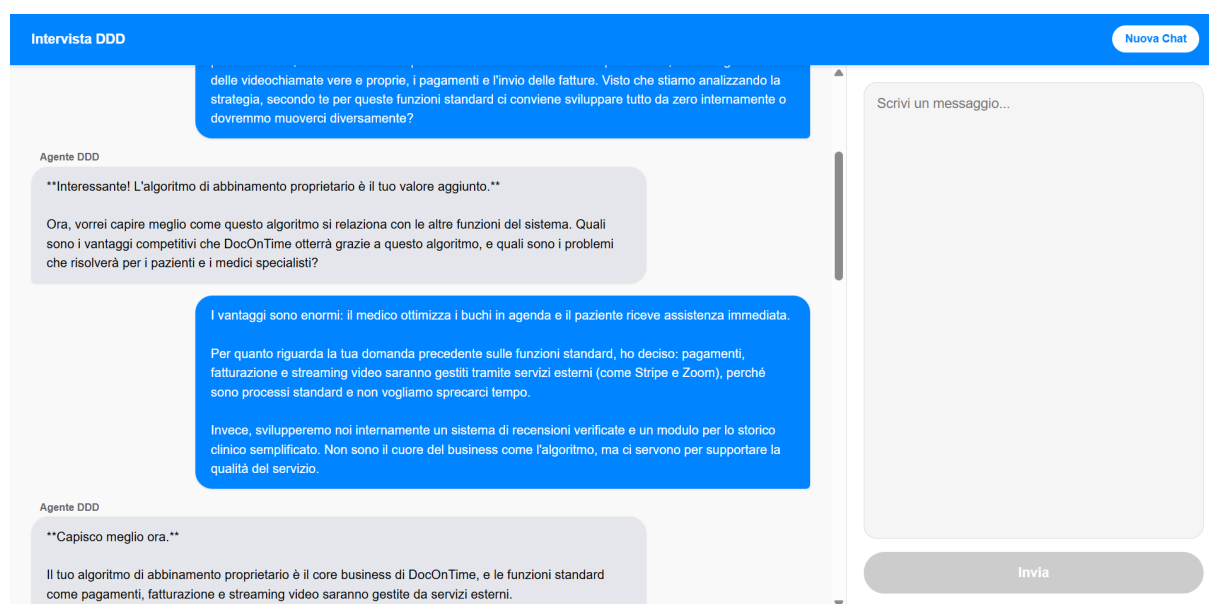 Intervista DDD
Nuova Chat
delle videochiamate vere e proprie, i pagamenti e l'invio delle fatture. Visto che stiamo analizzando la
strategia, secondo te per queste funzioni standard ci conviene sviluppare tutto da zero internamente o
dovremmo muoverci diversamente?
Agente DDD
**Interessante! L'algoritmo di abbinamento proprietario è il tuo valore aggiunto.**
Ora, vorrei capire meglio come questo algoritmo si relaziona con le altre funzioni del sistema. Quali
sono i vantaggi competitivi che DocOnTime otterrà grazie a questo algoritmo, e quali sono i problemi
che risolverà per i pazienti e i medici specialisti?
I vantaggi sono enormi: il medico ottimizza i buchi in agenda e il paziente riceve assistenza immediata.
Per quanto riguarda la tua domanda precedente sulle funzioni standard, ho deciso: pagamenti,
fatturazione e streaming video saranno gestiti tramite servizi esterni (come Stripe e Zoom), perché
sono processi standard e non vogliamo sprecarci tempo.
Invece, svilupperemo noi internamente un sistema di recensioni verificate e un modulo per lo storico
clinico semplificato. Non sono il cuore del business come l'algoritmo, ma ci servono per supportare la
qualità del servizio.
Agente DDD
**Capisco meglio ora.**
Il tuo algoritmo di abbinamento proprietario è il core business di DocOnTime, e le funzioni standard
come pagamenti, fatturazione e streaming video saranno gestite da servizi esterni.
Scrivi un messaggio...
Invia